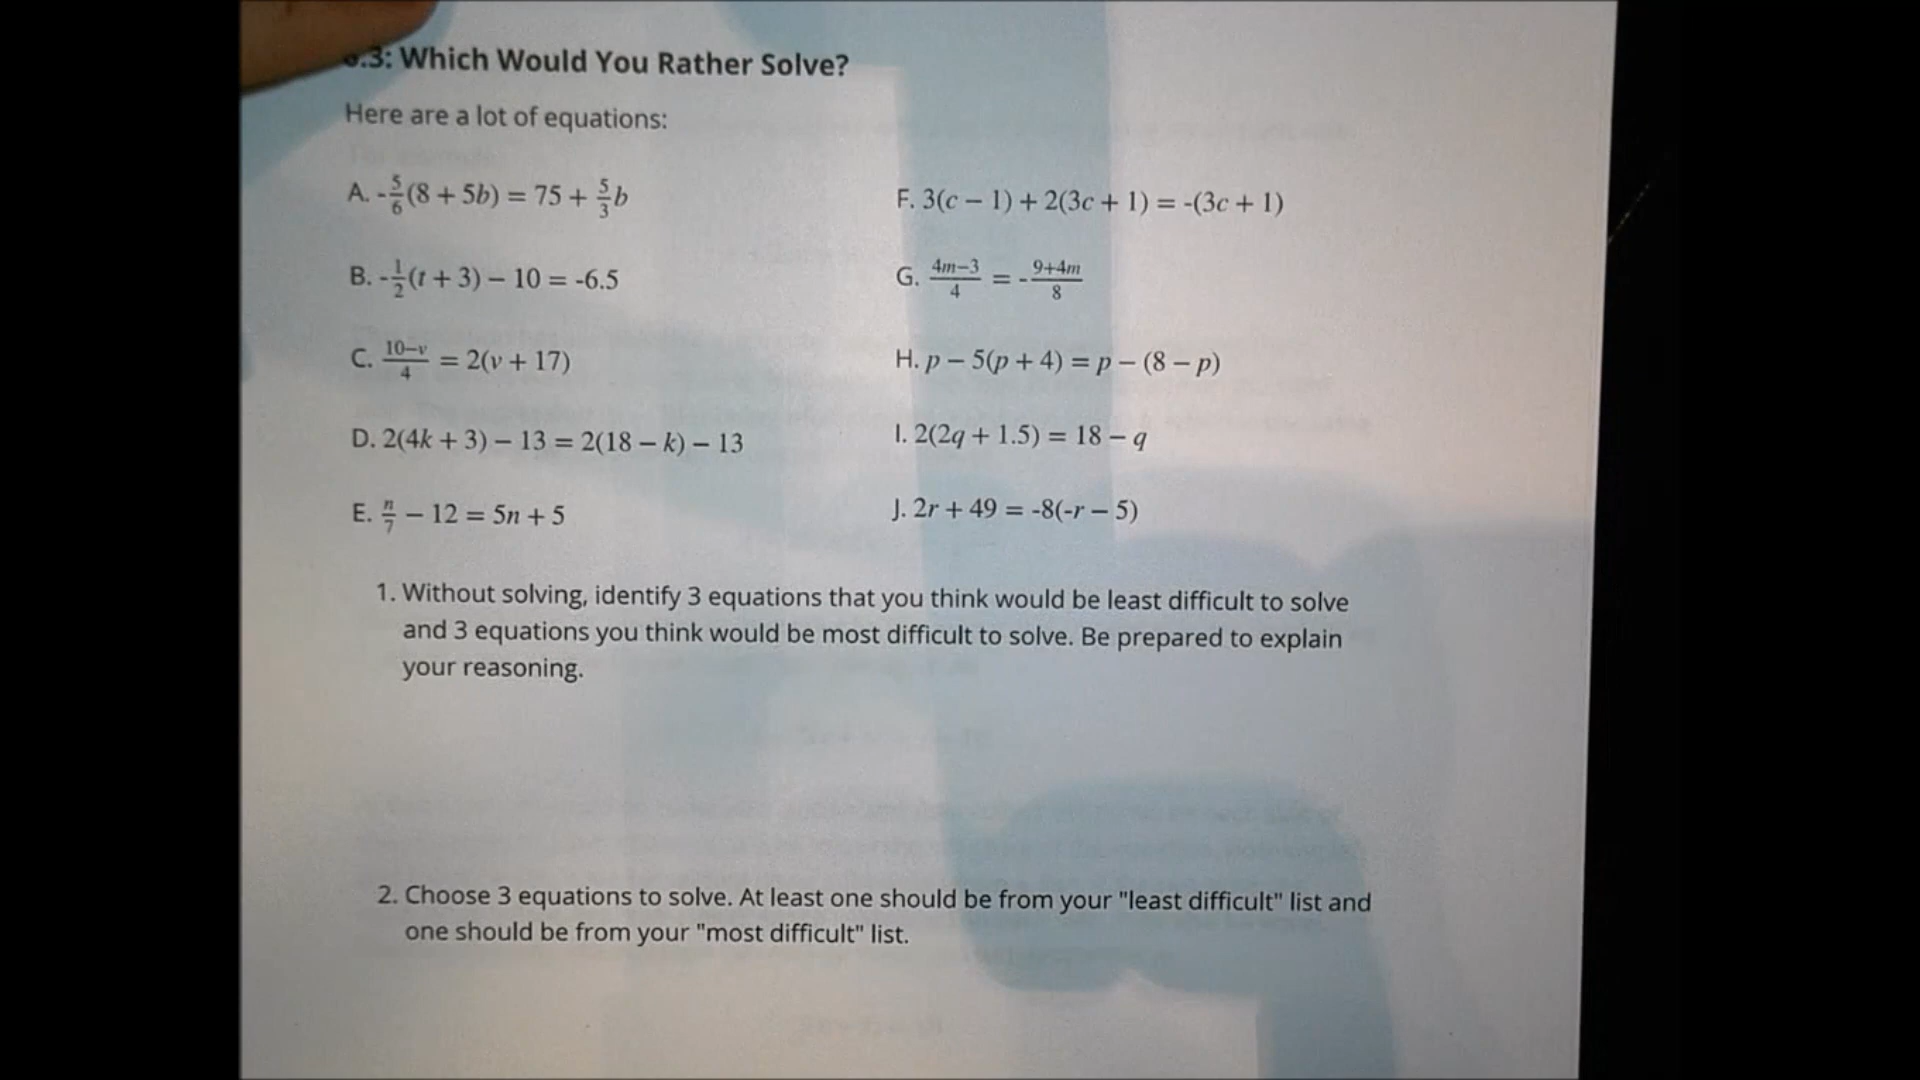 6.3: Which Would You Rather Solve?
Here are a lot of equations:
A. -5/6(8 + 5b) = 75 + 5/3b
B. -1/2(t + 3) – 10 = -6.5
C. 10–v/4 = 2(v + 17)
D. 2(4k + 3) – 13 = 2(18 – k) – 13
E. n/7 – 12 = 5n + 5
F. 3(c – 1) + 2(3c + 1) = -(3c + 1)
G. 4m–3/4 = -9+4m/8
H. p – 5(p + 4) = p – (8 – p)
I. 2(2q + 1.5) = 18 – q
J. 2r + 49 = -8(-r – 5)
1. Without solving, identify 3 equations that you think would be least difficult to solve
and 3 equations you think would be most difficult to solve. Be prepared to explain
your reasoning.
2. Choose 3 equations to solve. At least one should be from your "least difficult" list and
one should be from your "most difficult" list.